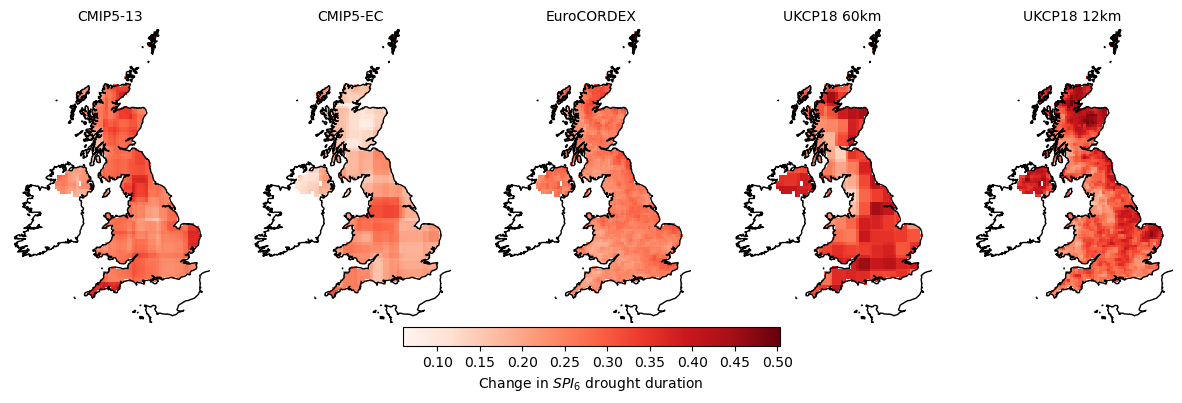 CMIP5-13 CMIP5-EC EuroCORDEX UKCP18 60km UKCP18 12km
0.10 0.15 0.20 0.25 0.30 0.35 0.40 0.45 0.50
Change in SPI₆ drought duration